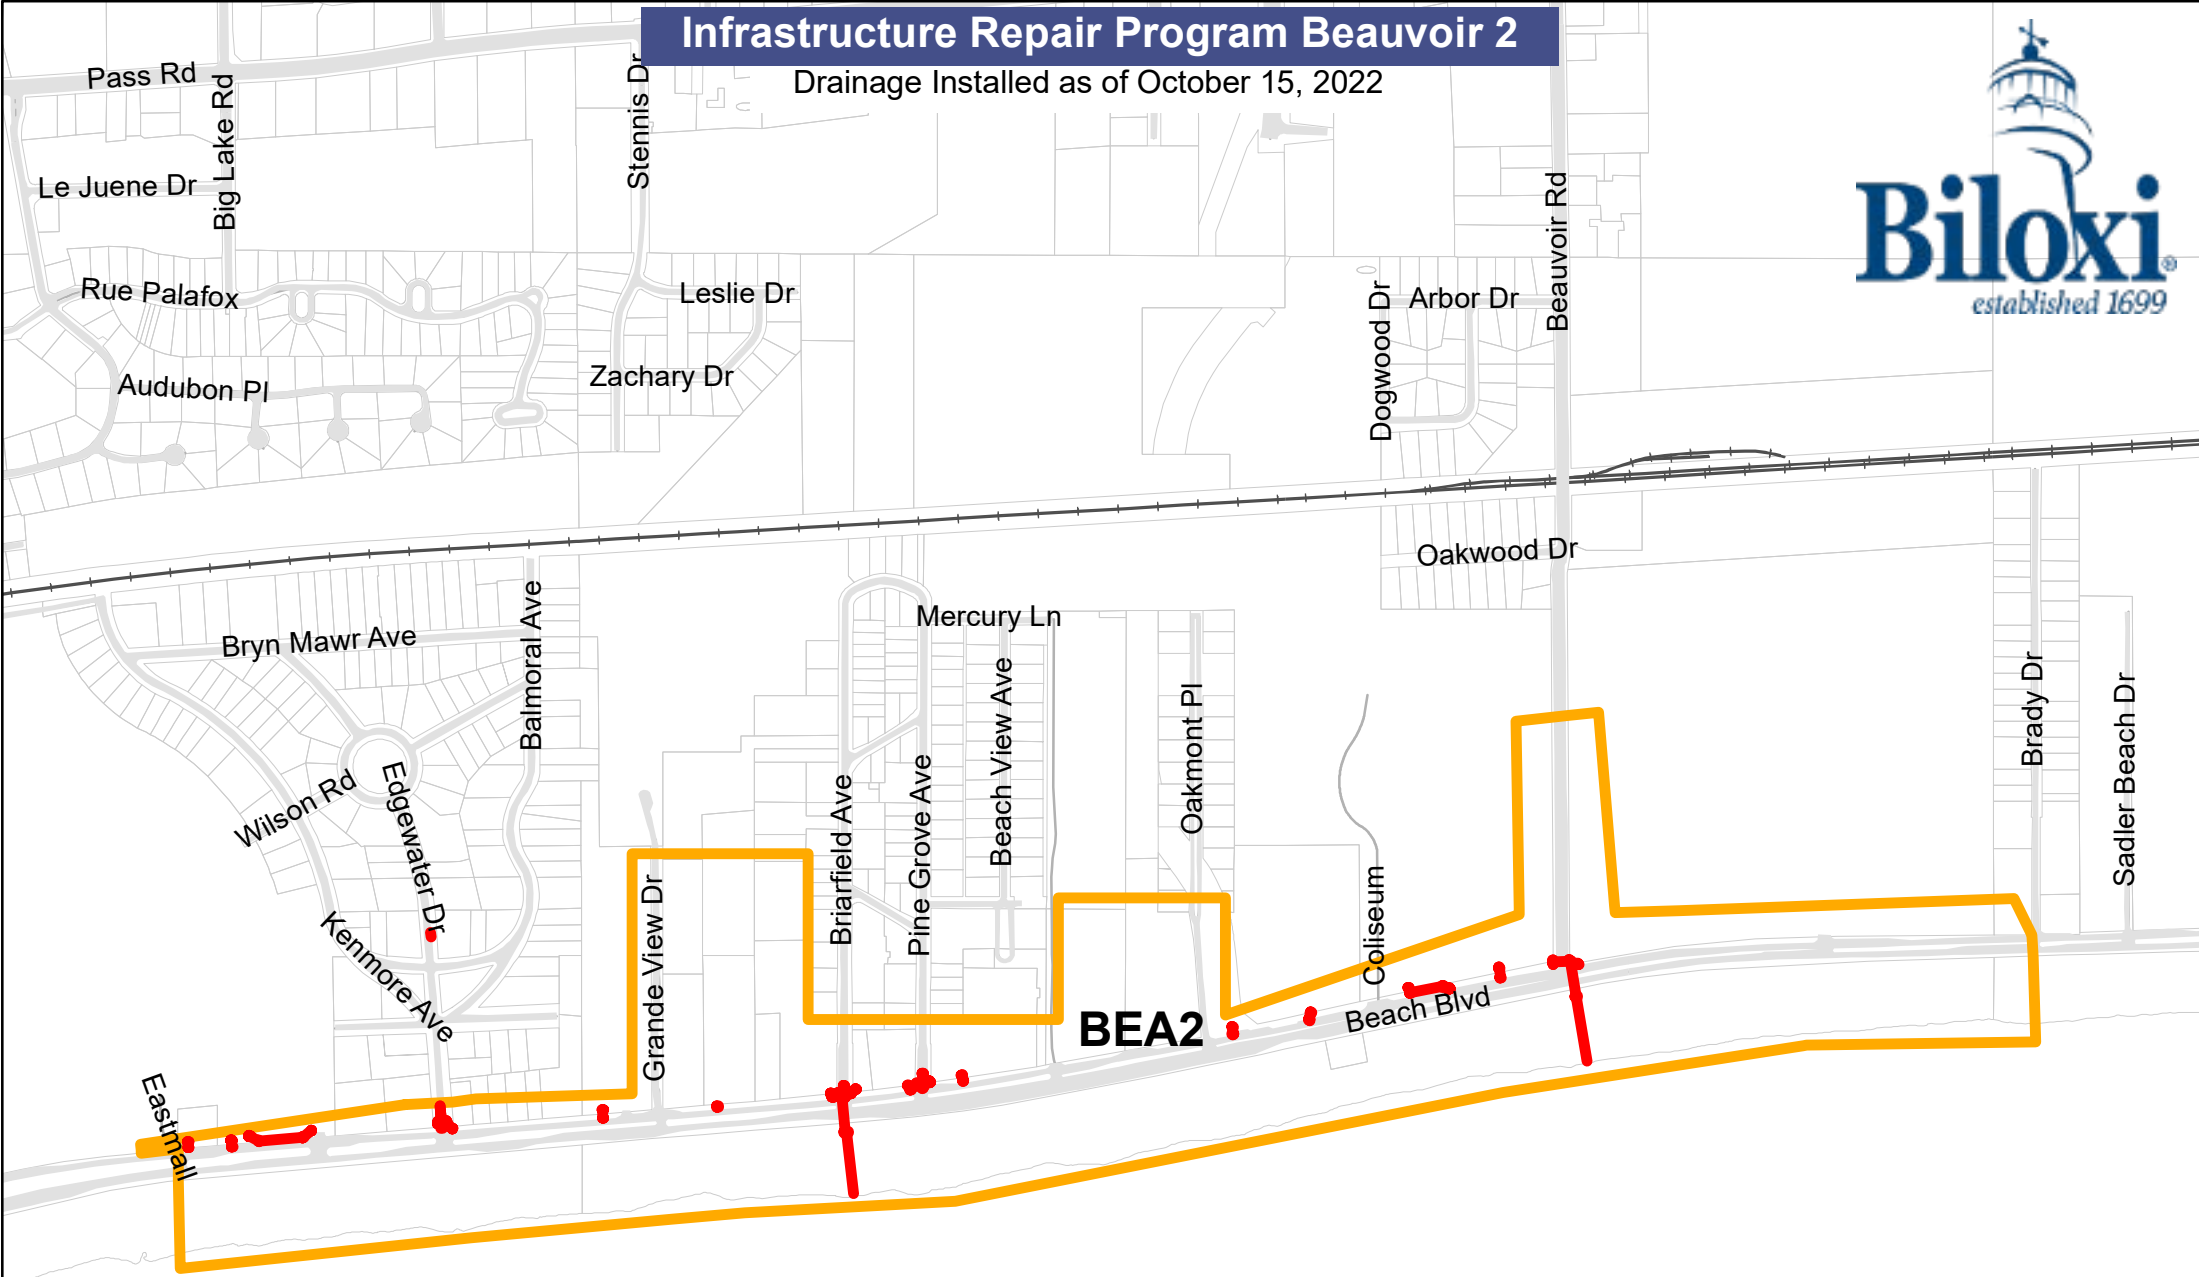 Infrastructure Repair Program Beauvoir 2
Drainage Installed as of October 15, 2022
Biloxi®
established 1699
Pass Rd
Big Lake Rd
Stennis Dr
Le Juene Dr
Beauvoir Rd
Rue Palafox
Leslie Dr
Dogwood Dr
Arbor Dr
Audubon Pl
Zachary Dr
Oakwood Dr
Bryn Mawr Ave
Balmoral Ave
Mercury Ln
Beach View Ave
Oakmont Pl
Brady Dr
Sadler Beach Dr
Wilson Rd
Edgewater Dr
Briarfield Ave
Pine Grove Ave
Kenmore Ave
Grande View Dr
Coliseum
Beach Blvd
BEA2
Eastmall